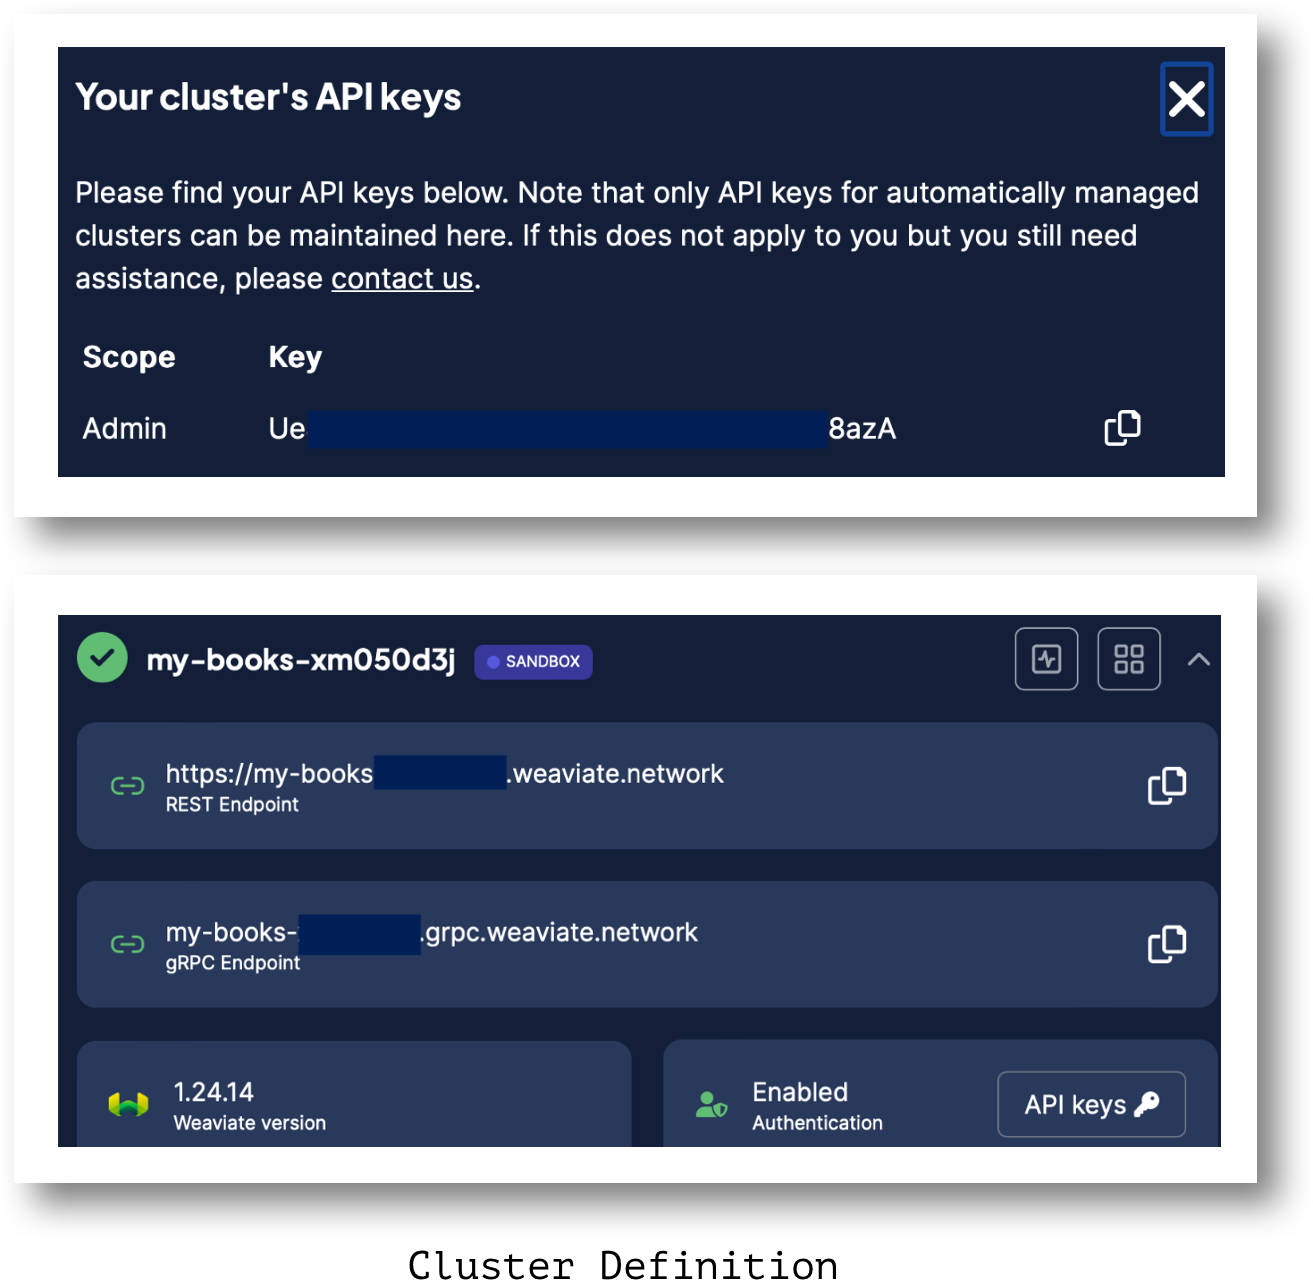 Your cluster's API keys
Please find your API keys below. Note that only API keys for automatically managed
clusters can be maintained here. If this does not apply to you but you still need
assistance, please contact us.
Scope Key
Admin Ue 8azA
my-books-xm050d3j SANDBOX
https://my-books .weaviate.network
REST Endpoint
my-books- .grpc.weaviate.network
gRPC Endpoint
1.24.14
Weaviate version
Enabled
Authentication
API keys
Cluster Definition